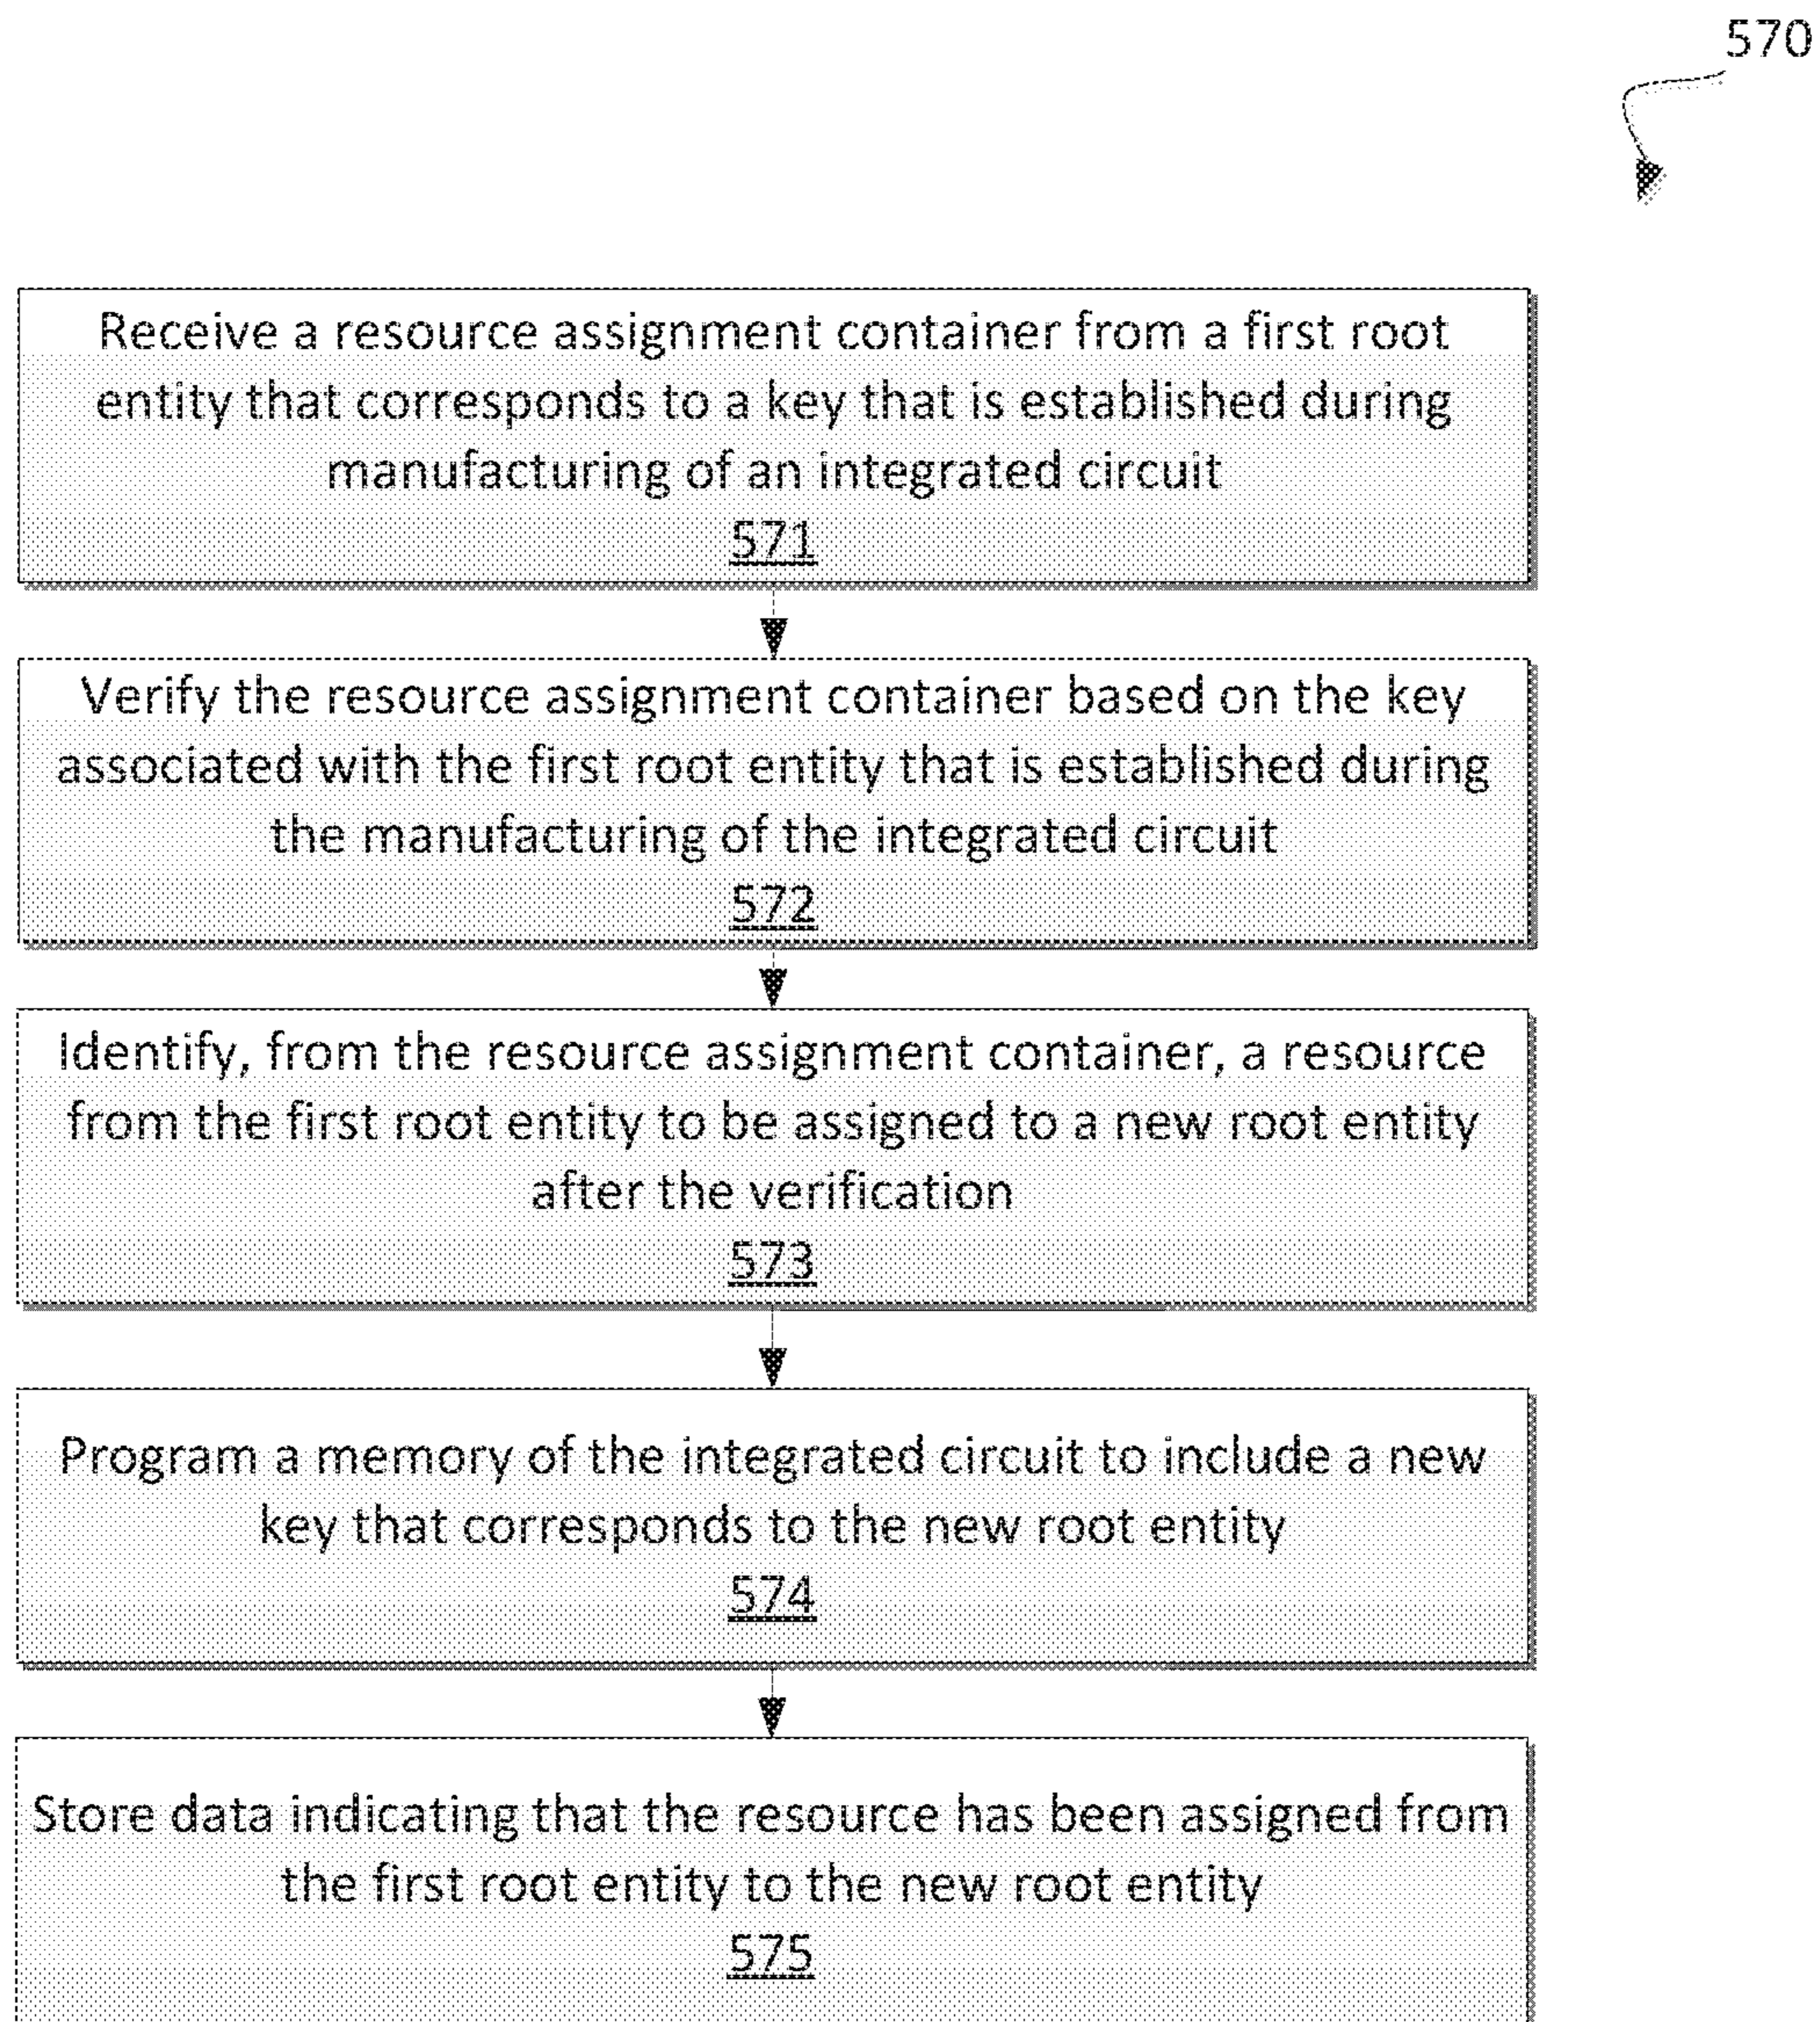 570
Receive a resource assignment container from a first root
entity that corresponds to a key that is established during
manufacturing of an integrated circuit
571
Verify the resource assignment container based on the key
associated with the first root entity that is established during
the manufacturing of the integrated circuit
572
Identify, from the resource assignment container, a resource
from the first root entity to be assigned to a new root entity
after the verification
573
Program a memory of the integrated circuit to include a new
key that corresponds to the new root entity
574
Store data indicating that the resource has been assigned from
the first root entity to the new root entity
575